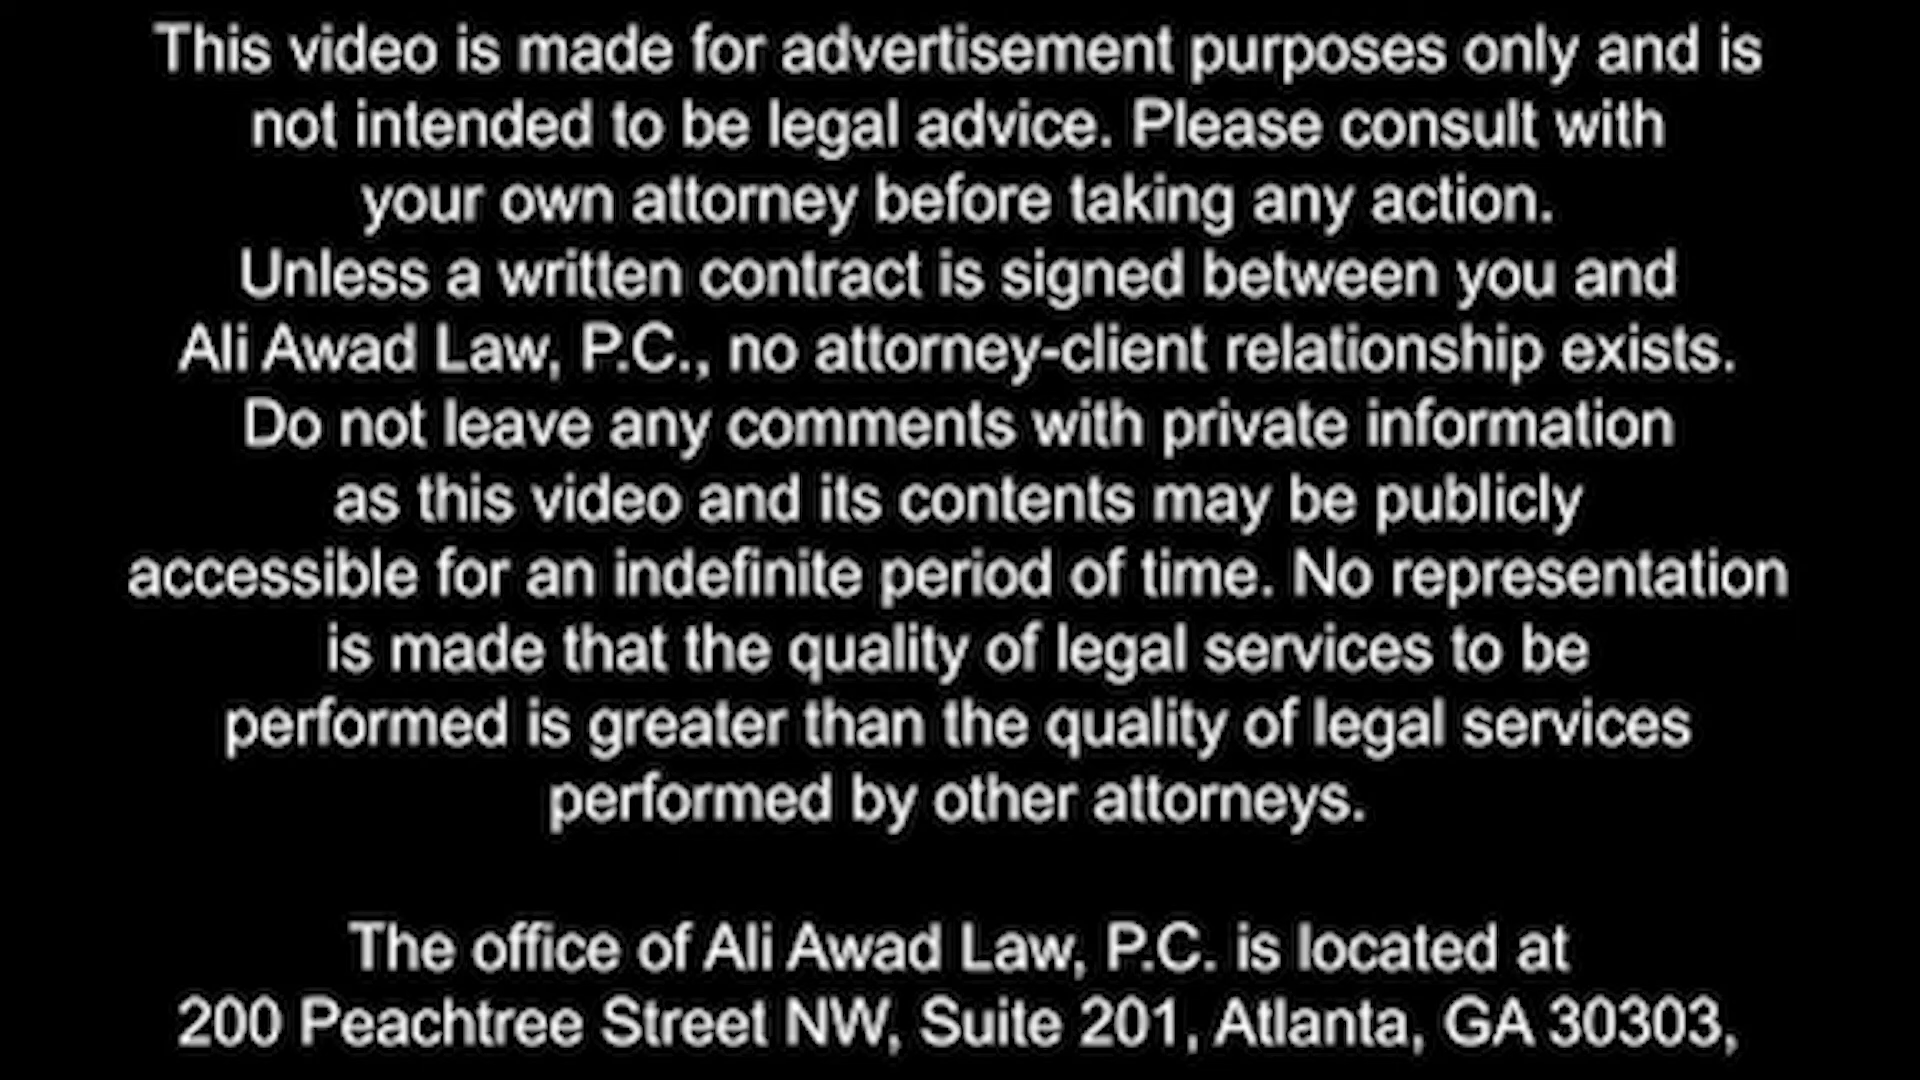 This video is made for advertisement purposes only and is
not intended to be legal advice. Please consult with
your own attorney before taking any action.
Unless a written contract is signed between you and
Ali Awad Law, P.C., no attorney-client relationship exists.
Do not leave any comments with private information
as this video and its contents may be publicly
accessible for an indefinite period of time. No representation
is made that the quality of legal services to be
performed is greater than the quality of legal services
performed by other attorneys.
The office of Ali Awad Law, P.C. is located at
200 Peachtree Street NW, Suite 201, Atlanta, GA 30303,